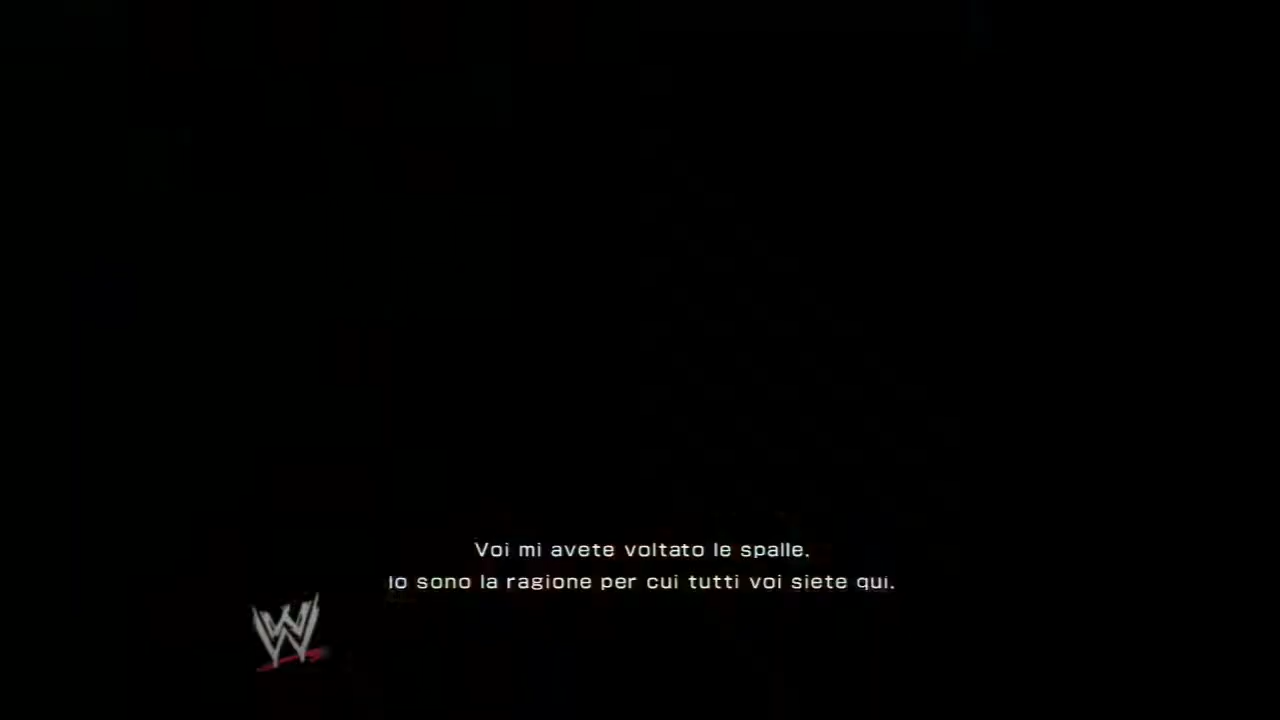 Voi mi avete voltato le spalle.
Io sono la ragione per cui tutti voi siete qui.
W